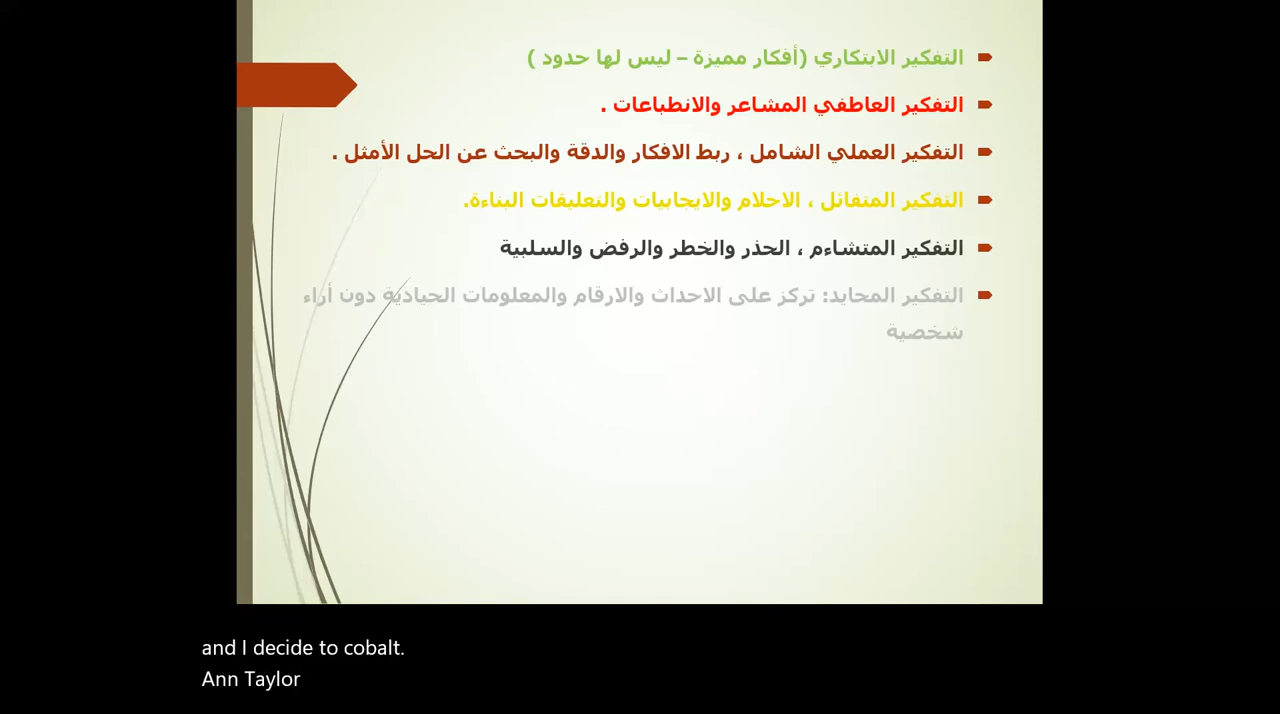 التفكير الابتكاري (أفكار مميزة – ليس لها حدود )
التفكير العاطفي المشاعر والانطباعات .
التفكير العملي الشامل ، ربط الافكار والدقة والبحث عن الحل الأمثل .
التفكير المتفائل ، الاحلام والايجابيات والتعليقات البناءة.
التفكير المتشاءم ، الحذر والخطر والرفض والسلبية
التفكير المحايد: تركز على الاحداث والارقام والمعلومات الحيادية دون أراء
شخصية
and I decide to cobalt.
Ann Taylor